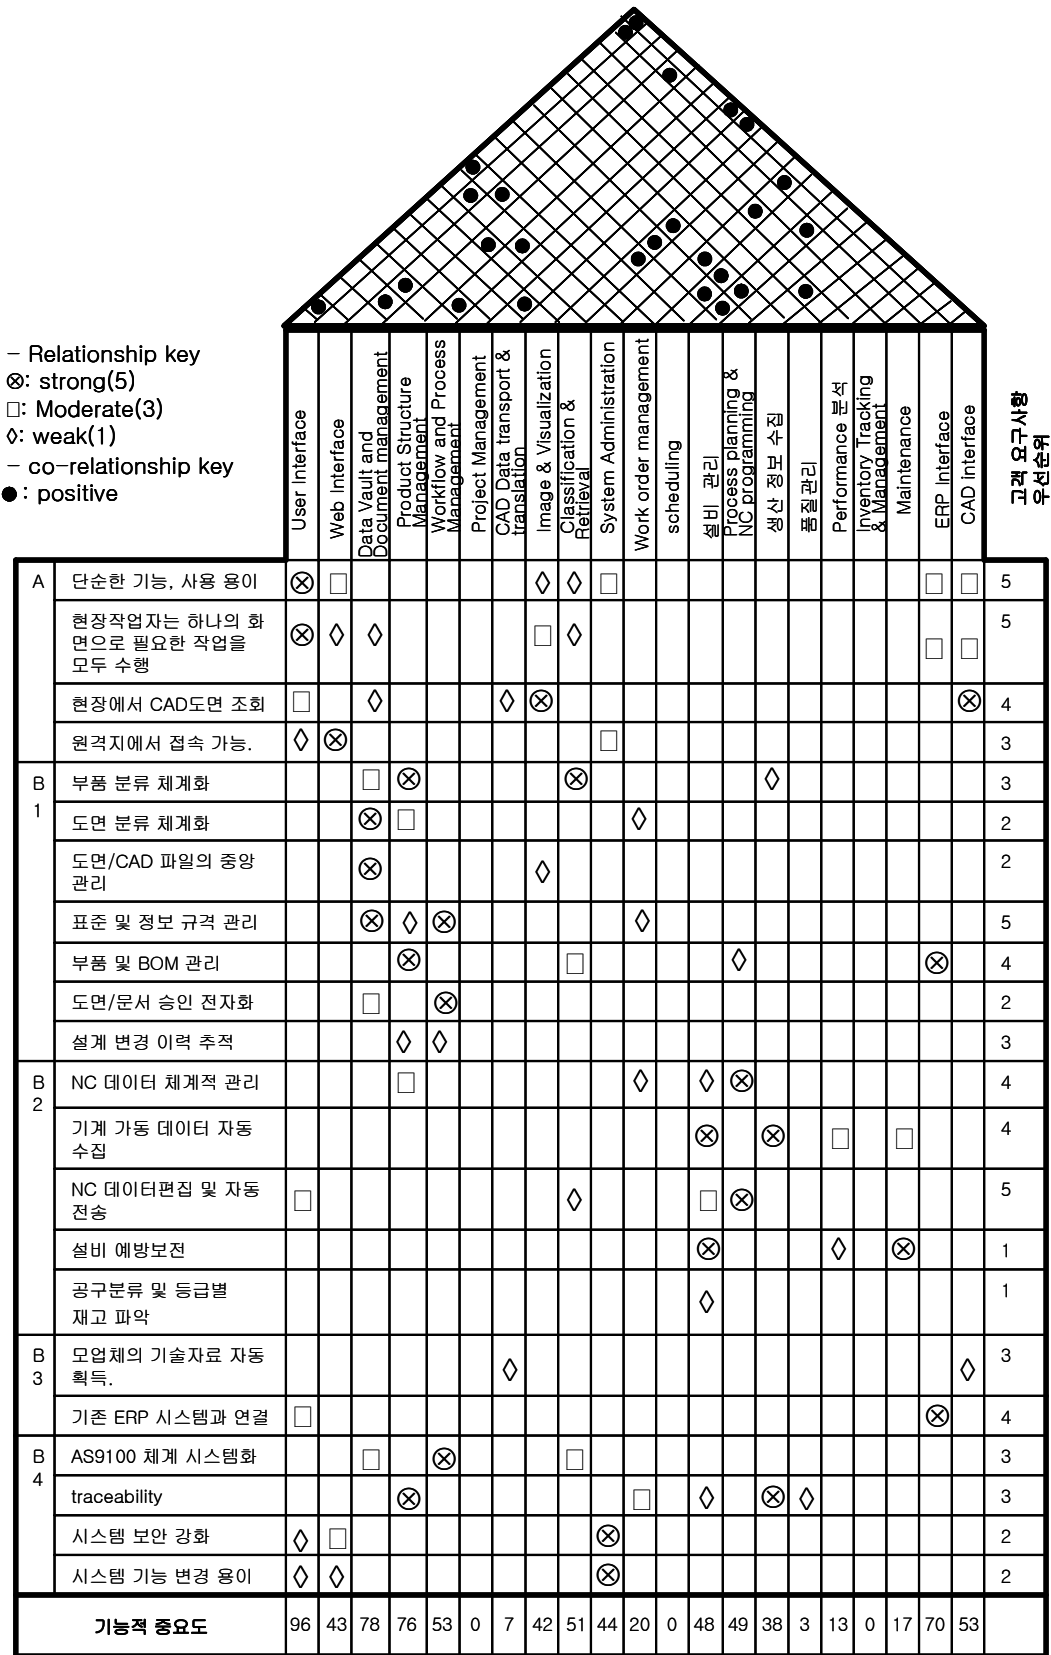 – Relationship key
⊗: strong(5)
□: Moderate(3)
◊: weak(1)
– co-relationship key
●: positive
User Interface
Web Interface
Data Vault and
Document management
Product Structure
Management
Workflow and Process
Management
Project Management
CAD Data transport &
translation
Image & Visualization
Classification &
Retrieval
System Administration
Work order management
scheduling
설비 관리
Process planning &
NC programming
생산 정보 수집
품질관리
Performance 분석
Inventory Tracking
& Management
Maintenance
ERP Interface
CAD interface
고객 요구사항
우선순위
A 단순한 기능, 사용 용이 ⊗ □ ◊ ◊ □ □ □ 5
현장작업자는 하나의 화
면으로 필요한 작업을
모두 수행 ⊗ ◊ ◊ □ ◊ □ □ 5
현장에서 CAD도면 조회 □ ◊ ◊ ⊗ ⊗ 4
원격지에서 접속 가능. ◊ ⊗ □ 3
B
1
부품 분류 체계화 □ ⊗ ⊗ ◊ 3
도면 분류 체계화 ⊗ □ ◊ 2
도면/CAD 파일의 중앙
관리 ⊗ ◊ 2
표준 및 정보 규격 관리 ⊗ ◊ ⊗ ◊ 5
부품 및 BOM 관리 ⊗ □ ◊ ⊗ 4
도면/문서 승인 전자화 □ ⊗ 2
설계 변경 이력 추적 ◊ ◊ 3
B
2
NC 데이터 체계적 관리 □ ◊ ◊ ⊗ 4
기계 가동 데이터 자동
수집 ⊗ ⊗ □ □ 4
NC 데이터편집 및 자동
전송 □ ◊ □ ⊗ 5
설비 예방보전 ⊗ ◊ ⊗ 1
공구분류 및 등급별
재고 파악 ◊ 1
B
3
모업체의 기술자료 자동
획득. ◊ ◊ 3
기존 ERP 시스템과 연결 □ ⊗ 4
B
4
AS9100 체계 시스템화 □ ⊗ □ 3
traceability ⊗ □ ◊ ⊗ ◊ 3
시스템 보안 강화 ◊ □ ⊗ 2
시스템 기능 변경 용이 ◊ ◊ ⊗ 2
기능적 중요도 96 43 78 76 53 0 7 42 51 44 20 0 48 49 38 3 13 0 17 70 53